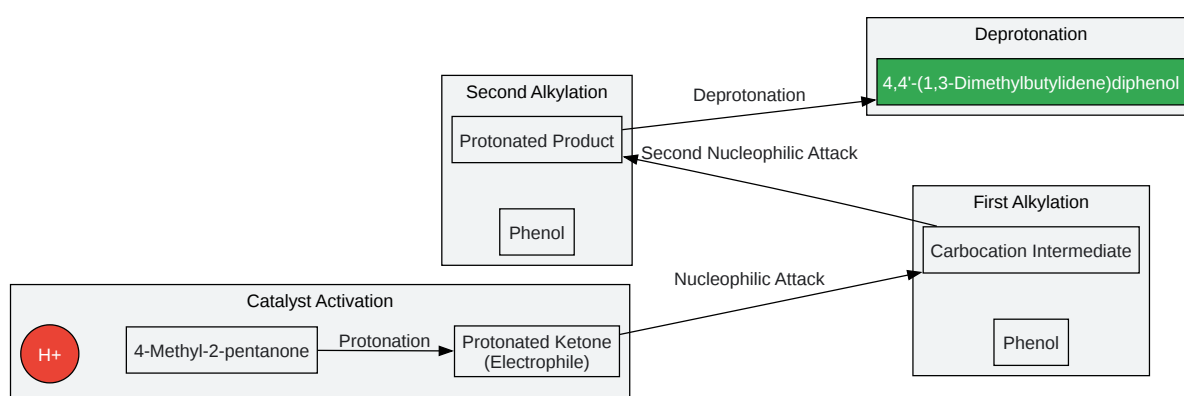 Deprotonation
4,4'-(1,3-Dimethylbutylidene)diphenol
Second Alkylation
Deprotonation
Protonated Product
Second Nucleophilic Attack
Phenol
First Alkylation
Carbocation Intermediate
Nucleophilic Attack
Phenol
Catalyst Activation
H+
4-Methyl-2-pentanone
Protonation
Protonated Ketone
(Electrophile)